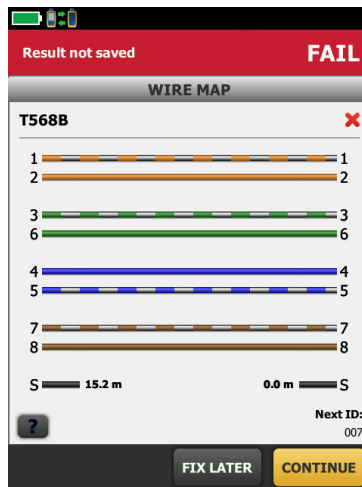 Result not saved FAIL
WIRE MAP
T568B
1 1
2 2
3 3
6 6
4 4
5 5
7 7
8 8
S 15.2 m 0.0 m S
?
Next ID:
007
FIX LATER CONTINUE